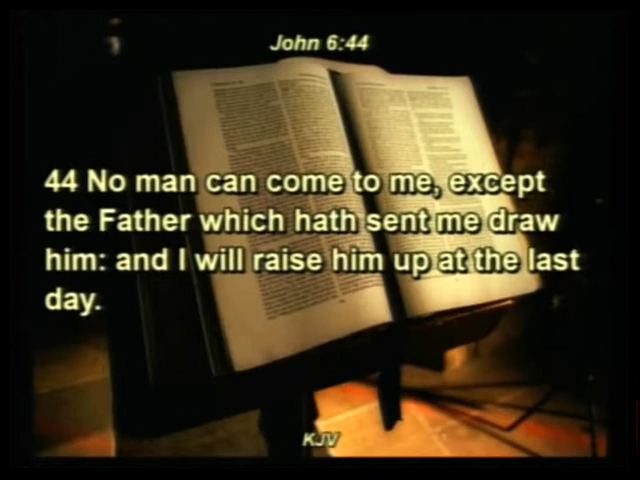 John 6:44
44 No man can come to me, except
the Father which hath sent me draw
him: and I will raise him up at the last
day.
KJV